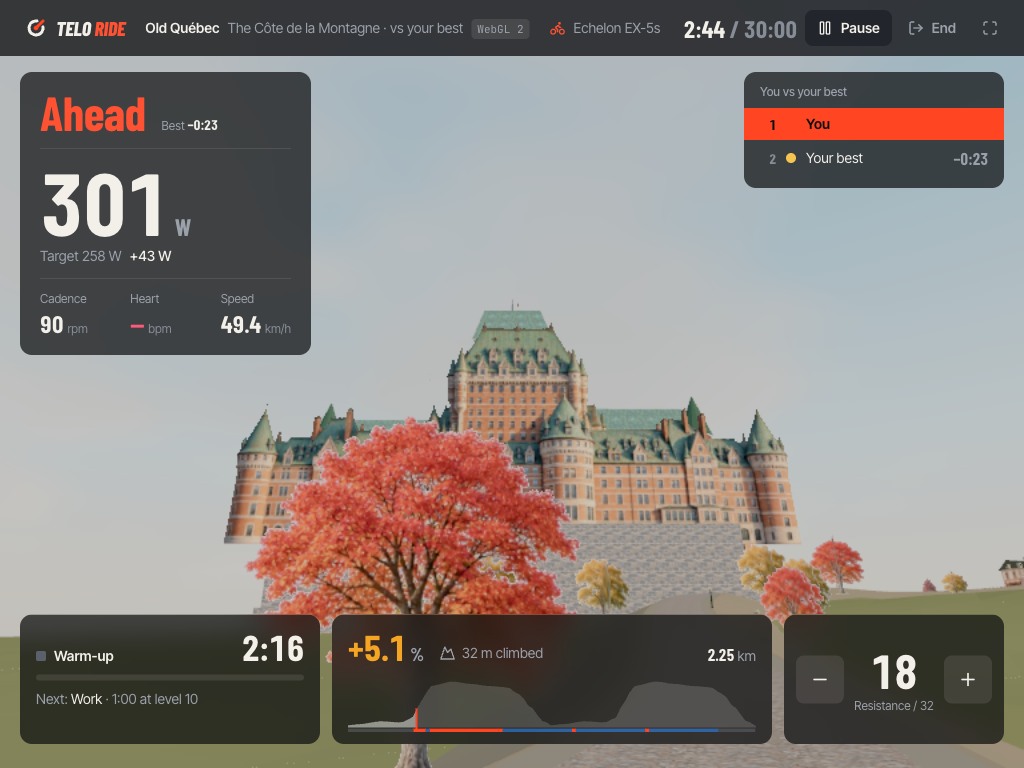 TELO RIDE
Old Québec The Côte de la Montagne · vs your best WebGL 2
Echelon EX-5s
2:44 / 30:00
Pause
End
Ahead Best −0:23
301 W
Target 258 W +43 W
Cadence Heart Speed
90 rpm – bpm 49.4 km/h
You vs your best
1 You
2 Your best −0:23
Warm-up 2:16
Next: Work · 1:00 at level 10
+5.1 % 32 m climbed 2.25 km
− 18 +
Resistance / 32